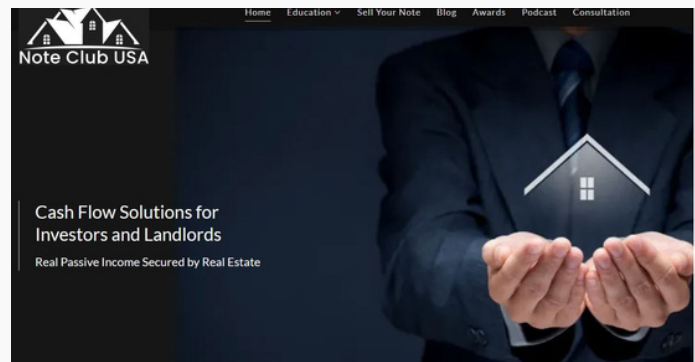 Home Education Sell Your Note Blog Awards Podcast Consultation
Note Club USA
Cash Flow Solutions for
Investors and Landlords
Real Passive Income Secured by Real Estate